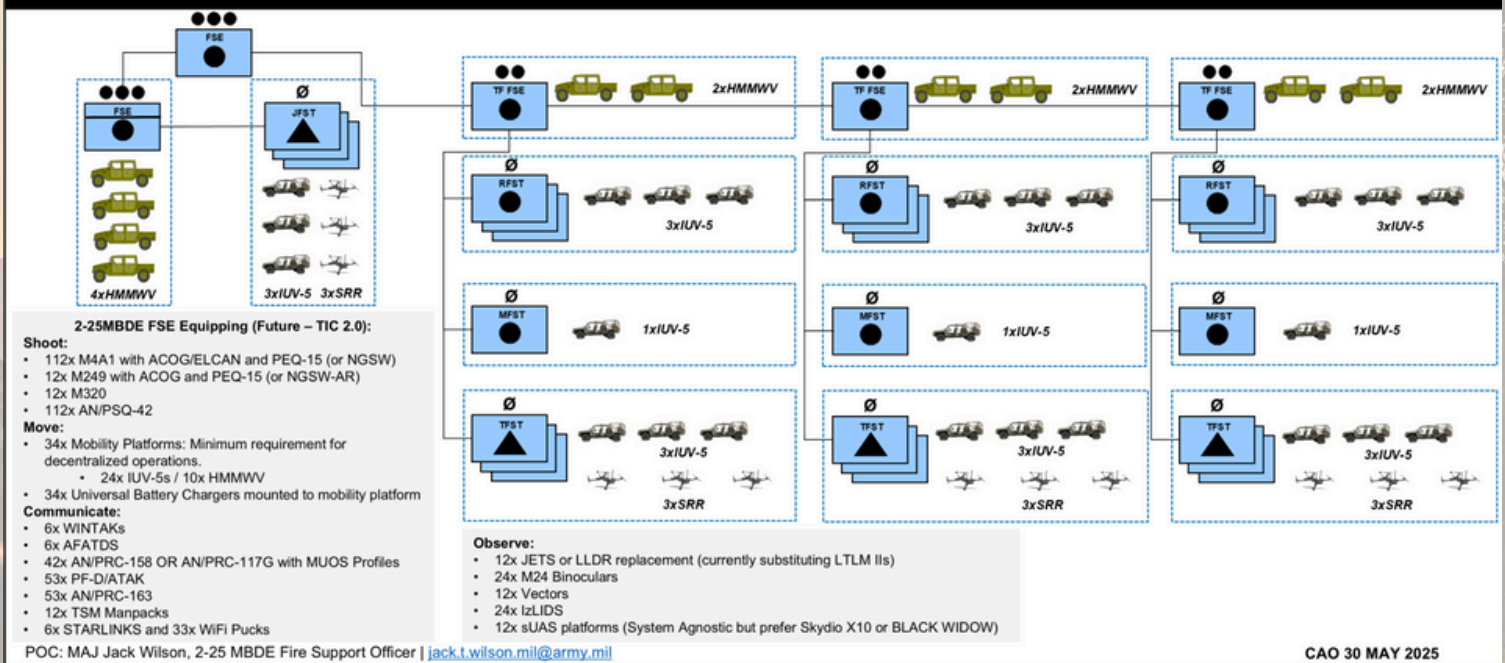 FSE
FSE
4xHMMWV
Ø
JFST
3xIUV-5 3xSRR
TF FSE
2xHMMWV
Ø
RFST
3xIUV-5
Ø
MFST
1xIUV-5
Ø
TFST
3xIUV-5
3xSRR
TF FSE
2xHMMWV
Ø
RFST
3xIUV-5
Ø
MFST
1xIUV-5
Ø
TFST
3xIUV-5
3xSRR
TF FSE
2xHMMWV
Ø
RFST
3xIUV-5
Ø
MFST
1xIUV-5
Ø
TFST
3xIUV-5
3xSRR
2-25MBDE FSE Equipping (Future – TIC 2.0):
Shoot:
• 112x M4A1 with ACOG/ELCAN and PEQ-15 (or NGSW)
• 12x M249 with ACOG and PEQ-15 (or NGSW-AR)
• 12x M320
• 112x AN/PSQ-42
Move:
• 34x Mobility Platforms: Minimum requirement for
decentralized operations.
• 24x IUV-5s / 10x HMMWV
• 34x Universal Battery Chargers mounted to mobility platform
Communicate:
• 6x WINTAKs
• 6x AFATDS
• 42x AN/PRC-158 OR AN/PRC-117G with MUOS Profiles
• 53x PF-D/ATAK
• 53x AN/PRC-163
• 12x TSM Manpacks
• 6x STARLINKS and 33x WiFi Pucks
Observe:
• 12x JETS or LLDR replacement (currently substituting LTLM IIs)
• 24x M24 Binoculars
• 12x Vectors
• 24x IzLIDS
• 12x sUAS platforms (System Agnostic but prefer Skydio X10 or BLACK WIDOW)
POC: MAJ Jack Wilson, 2-25 MBDE Fire Support Officer | jack.t.wilson.mil@army.mil
CAO 30 MAY 2025